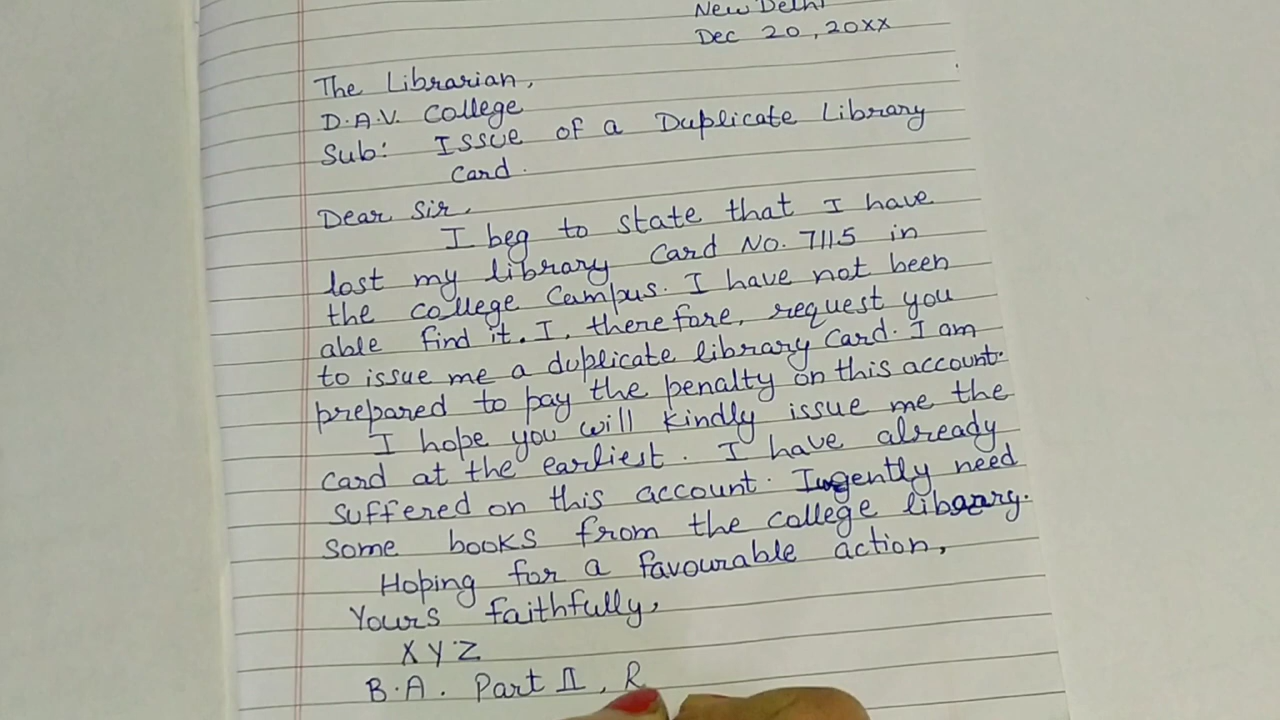 New Delhi
Dec 20, 20xx
The Librarian,
D.A.V. College
Sub: Issue of a Duplicate Library
Card.
Dear Sir,
I beg to state that I have
lost my library Card No. 7115 in
the college Campus. I have not been
able find it. I, therefore, request you
to issue me a duplicate library Card. I am
prepared to pay the penalty on this account.
I hope you will kindly issue me the
card at the earliest. I have already
suffered on this account. I urgently need
some books from the college
Hoping for a favourable action,
Yours faithfully,
XYZ
B.A. Part II, R